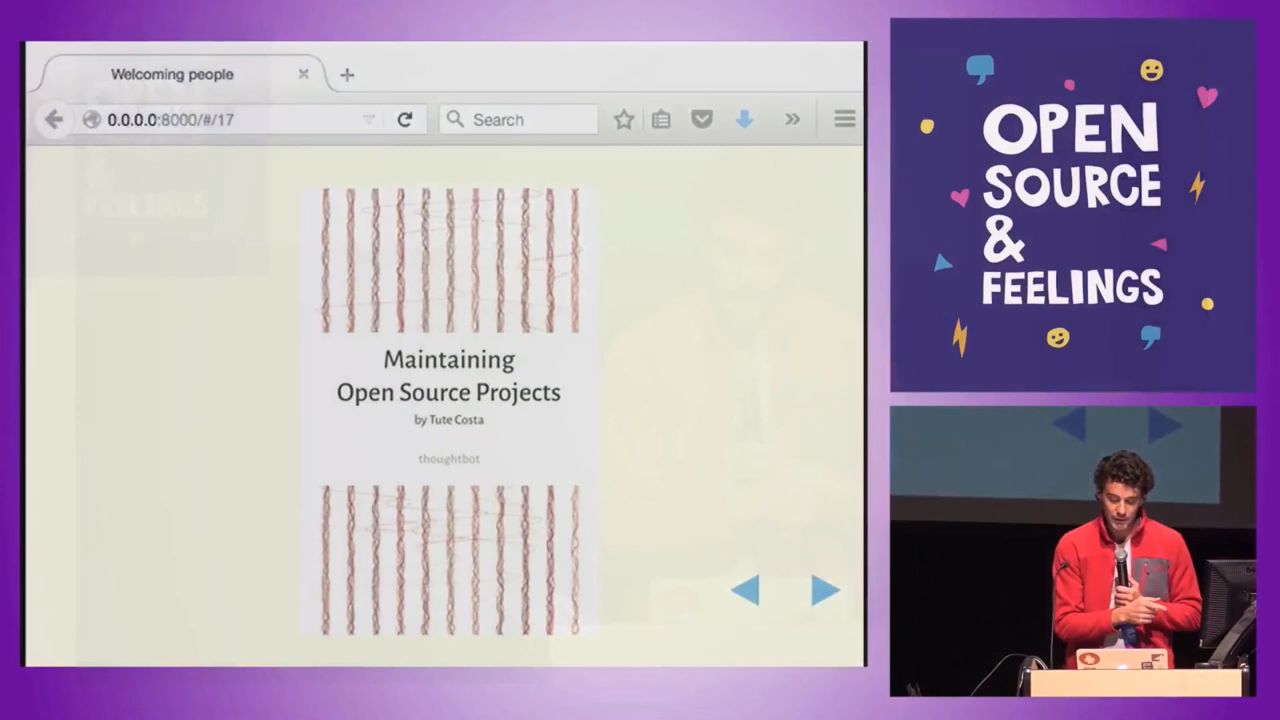 Welcoming people
0.0.0.0:8000/#/17
Search
Maintaining
Open Source Projects
by Tute Costa
thoughtbot
OPEN
SOURCE
&
FEELINGS